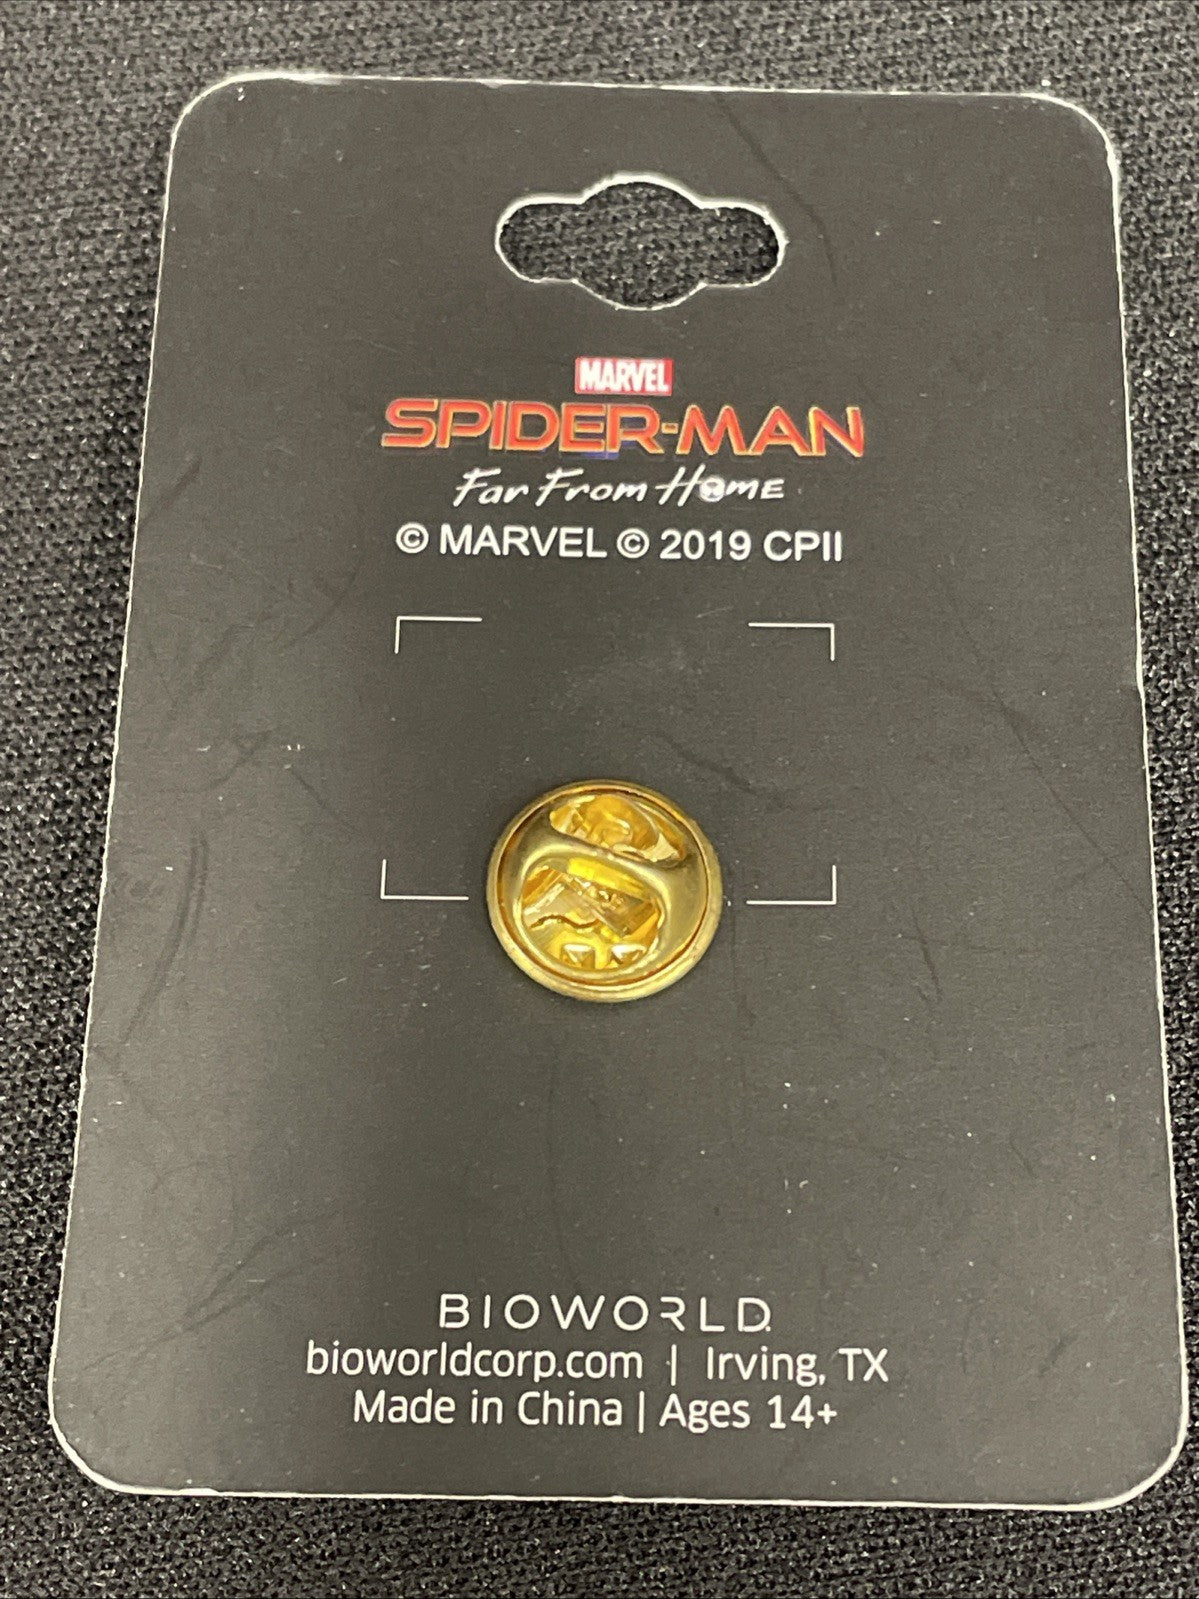 MARVEL
SPIDER-MAN
Far From Home
© MARVEL © 2019 CPII
BIOWORLD
bioworldcorp.com | Irving, TX
Made in China | Ages 14+